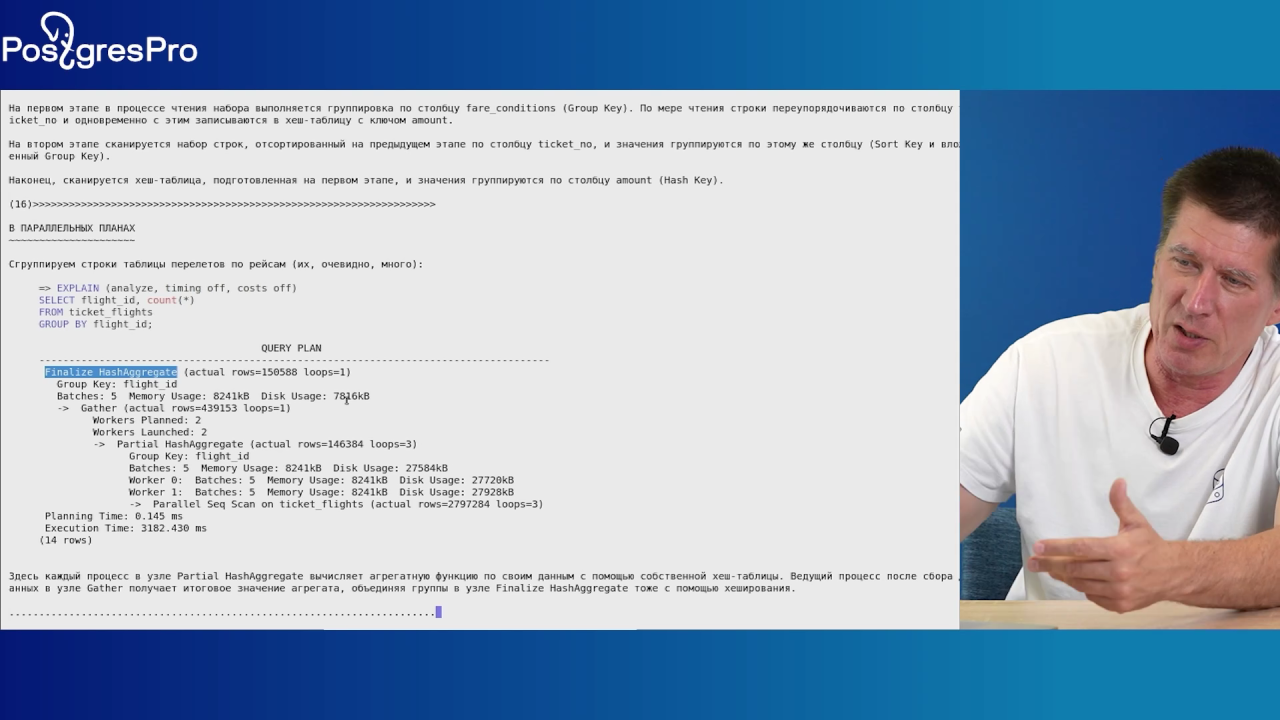 PostgresPro
На первом этапе в процессе чтения набора выполняется группировка по столбцу fare_conditions (Group Key). По мере чтения строки переупорядочиваются по столбцу
icket_no и одновременно с этим записываются в хеш-таблицу с ключом amount.
На втором этапе сканируется набор строк, отсортированный на предыдущем этапе по столбцу ticket_no, и значения группируются по этому же столбцу (Sort Key и вло
енный Group Key).
Наконец, сканируется хеш-таблица, подготовленная на первом этапе, и значения группируются по столбцу amount (Hash Key).
(16)>>>>>>>>>>>>>>>>>>>>>>>>>>>>>>>>>>>>>>>>>>>>>>>>>>>>>>>>>>>>>>>>>>>
В ПАРАЛЛЕЛЬНЫХ ПЛАНАХ
~~~~~~~~~~~~~~~~~~~~~
Сгруппируем строки таблицы перелетов по рейсам (их, очевидно, много):
=> EXPLAIN (analyze, timing off, costs off)
SELECT flight_id, count(*)
FROM ticket_flights
GROUP BY flight_id;
QUERY PLAN
-------------------------------------------------------------------------------------
Finalize HashAggregate (actual rows=150588 loops=1)
Group Key: flight_id
Batches: 5  Memory Usage: 8241kB  Disk Usage: 7816kB
->  Gather (actual rows=439153 loops=1)
Workers Planned: 2
Workers Launched: 2
->  Partial HashAggregate (actual rows=146384 loops=3)
Group Key: flight_id
Batches: 5  Memory Usage: 8241kB  Disk Usage: 27584kB
Worker 0:  Batches: 5  Memory Usage: 8241kB  Disk Usage: 27720kB
Worker 1:  Batches: 5  Memory Usage: 8241kB  Disk Usage: 27928kB
->  Parallel Seq Scan on ticket_flights (actual rows=2797284 loops=3)
Planning Time: 0.145 ms
Execution Time: 3182.430 ms
(14 rows)
Здесь каждый процесс в узле Partial HashAggregate вычисляет агрегатную функцию по своим данным с помощью собственной хеш-таблицы. Ведущий процесс после сбора
анных в узле Gather получает итоговое значение агрегата, объединяя группы в узле Finalize HashAggregate тоже с помощью хеширования.
.......................................................................